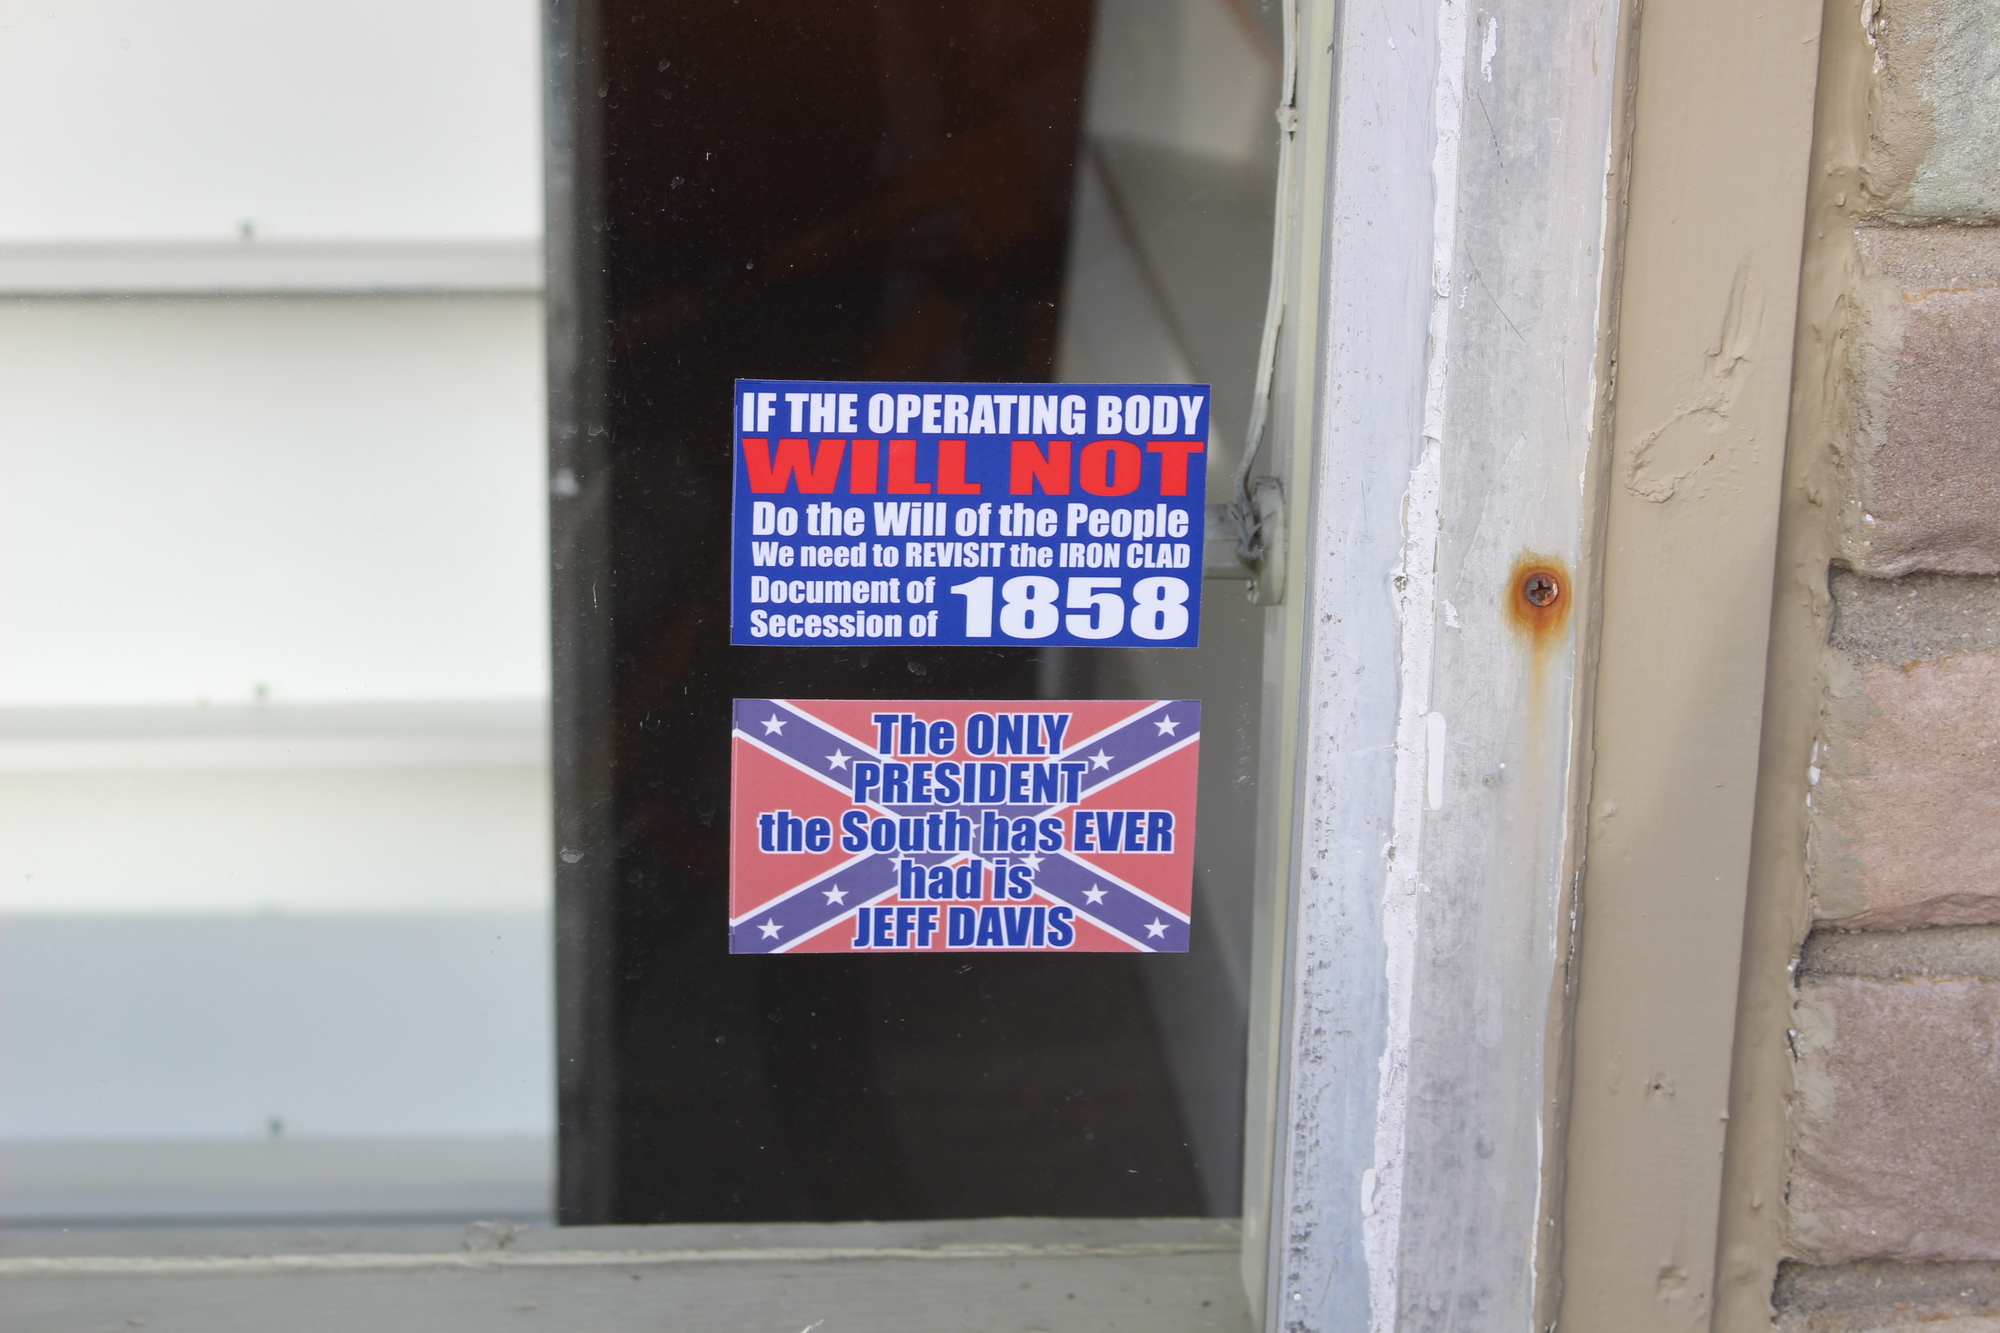 IF THE OPERATING BODY
WILL NOT
Do the Will of the People
We need to REVISIT the IRON CLAD
Document of
Secession of 1858
The ONLY
PRESIDENT
the South has EVER
had is
JEFF DAVIS